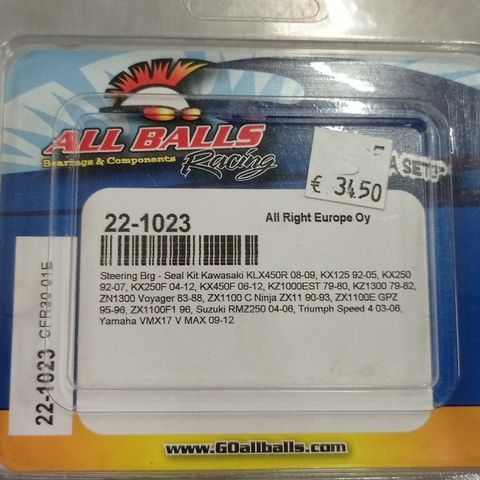 ALL BALLS
Bearings & Components Racing
A SET
€ 34.50
22-1023
All Right Europe Oy
Steering Brg - Seal Kit Kawasaki KLX450R 08-09, KX125 92-05, KX250
92-07, KX250F 04-12, KX450F 06-12, KZ1000EST 79-80, KZ1300 79-82,
ZN1300 Voyager 83-88, ZX1100 C Ninja ZX11 90-93, ZX1100E GPZ
95-96, ZX1100F1 96, Suzuki RMZ250 04-06, Triumph Speed 4 03-06,
Yamaha VMX17 V MAX 09-12
22-1023
www.GOallballs.com